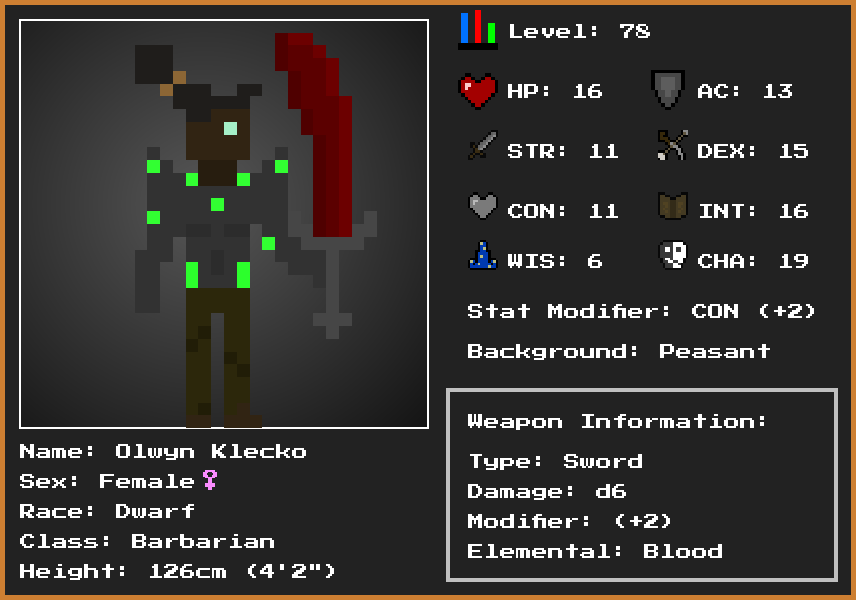 Level: 78
HP: 16
AC: 13
STR: 11
DEX: 15
CON: 11
INT: 16
WIS: 6
CHA: 19
Stat Modifier: CON (+2)
Background: Peasant
Weapon Information:
Type: Sword
Damage: d6
Modifier: (+2)
Elemental: Blood
Name: Olwyn Klecko
Sex: Female♀
Race: Dwarf
Class: Barbarian
Height: 126cm (4'2")